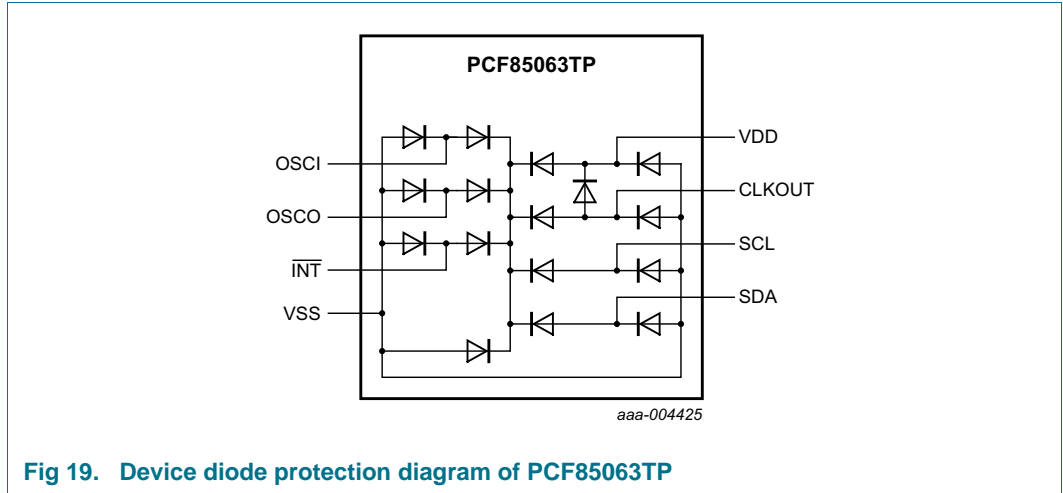 PCF85063TP
OSCI
OSCO
INT
VSS
VDD
CLKOUT
SCL
SDA
aaa-004425
Fig 19. Device diode protection diagram of PCF85063TP